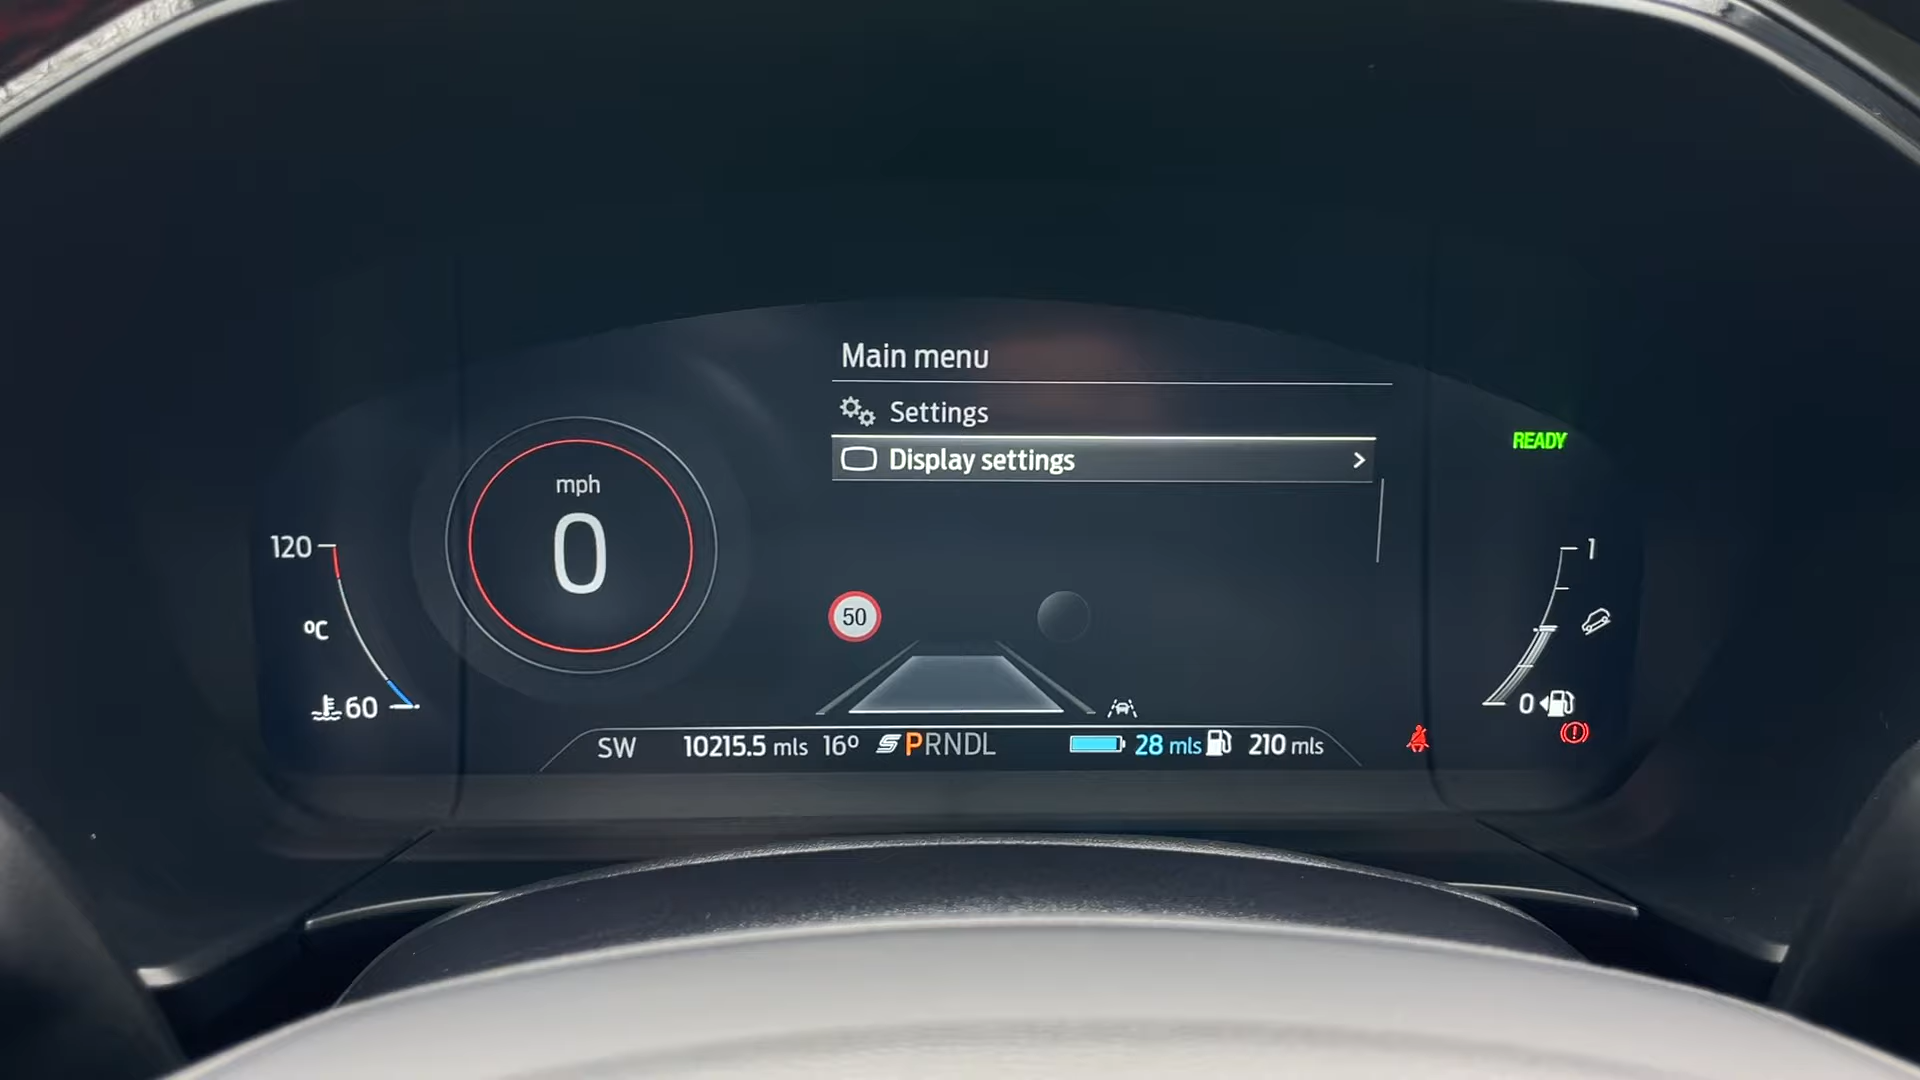 Main menu
Settings
Display settings
READY
mph
0
120
ºC
60
50
1
0
SW
10215.5 mls
16º
S PRNDL
28 mls
210 mls